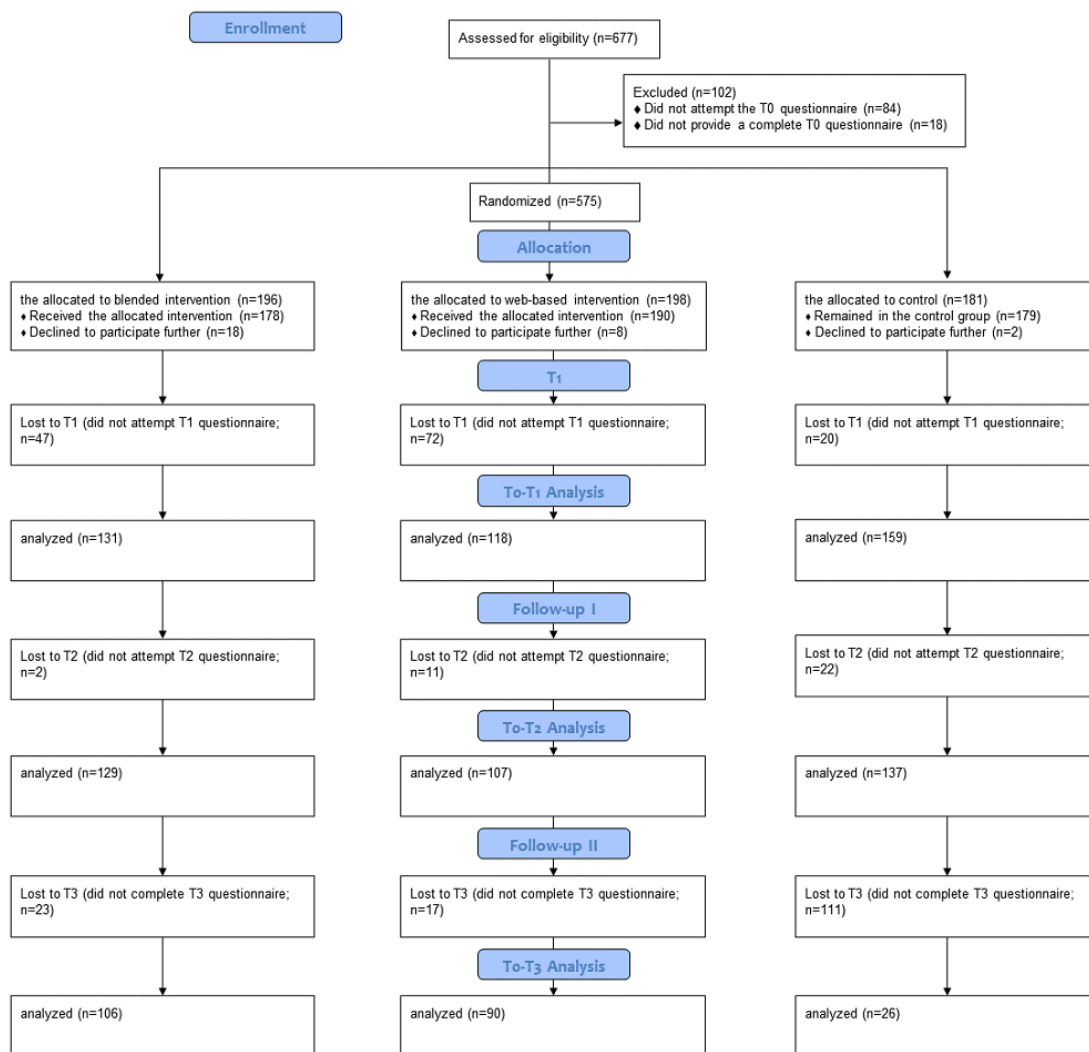 Enrollment
Assessed for eligibility (n=677)
Excluded (n=102)
♦ Did not attempt the T0 questionnaire (n=84)
♦ Did not provide a complete T0 questionnaire (n=18)
Randomized (n=575)
Allocation
the allocated to blended intervention (n=196)
♦ Received the allocated intervention (n=178)
♦ Declined to participate further (n=18)
the allocated to web-based intervention (n=198)
♦ Received the allocated intervention (n=190)
♦ Declined to participate further (n=8)
the allocated to control (n=181)
♦ Remained in the control group (n=179)
♦ Declined to participate further (n=2)
T1
Lost to T1 (did not attempt T1 questionnaire;
n=47)
Lost to T1 (did not attempt T1 questionnaire;
n=72)
Lost to T1 (did not attempt T1 questionnaire;
n=20)
T0-T1 Analysis
analyzed (n=131)
analyzed (n=118)
analyzed (n=159)
Follow-up I
Lost to T2 (did not attempt T2 questionnaire;
n=2)
Lost to T2 (did not attempt T2 questionnaire;
n=11)
Lost to T2 (did not attempt T2 questionnaire;
n=22)
T0-T2 Analysis
analyzed (n=129)
analyzed (n=107)
analyzed (n=137)
Follow-up II
Lost to T3 (did not complete T3 questionnaire;
n=23)
Lost to T3 (did not complete T3 questionnaire;
n=17)
Lost to T3 (did not complete T3 questionnaire;
n=111)
T0-T3 Analysis
analyzed (n=106)
analyzed (n=90)
analyzed (n=26)